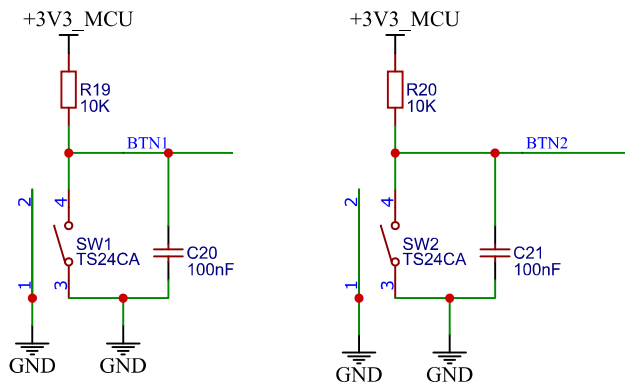 +3V3_MCU
R19
10K
BTN1
2
4
SW1
TS24CA
C20
100nF
1
3
GND
GND
+3V3_MCU
R20
10K
BTN2
2
4
SW2
TS24CA
C21
100nF
1
3
GND
GND